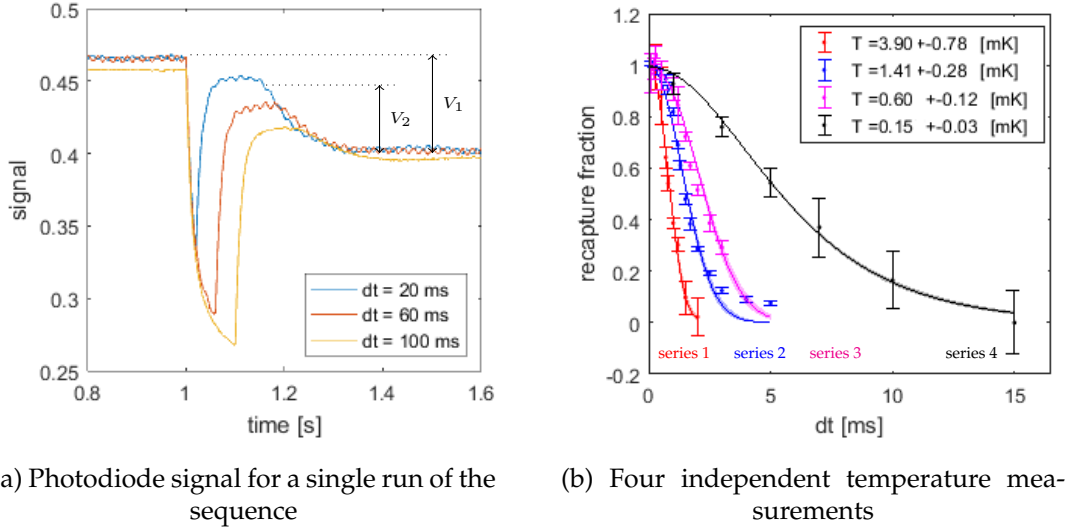 0.5
0.45
0.4
0.35
0.3
0.25
signal
V1
V2
dt = 20 ms
dt = 60 ms
dt = 100 ms
0.8
1
1.2
1.4
1.6
time [s]
a) Photodiode signal for a single run of the
sequence
1.2
1
0.8
0.6
0.4
0.2
0
-0.2
recapture fraction
T =3.90 +-0.78 [mK]
T =1.41 +-0.28 [mK]
T =0.60 +-0.12 [mK]
T =0.15 +-0.03 [mK]
series 1
series 2
series 3
series 4
0
5
10
15
dt [ms]
(b) Four independent temperature mea-
surements